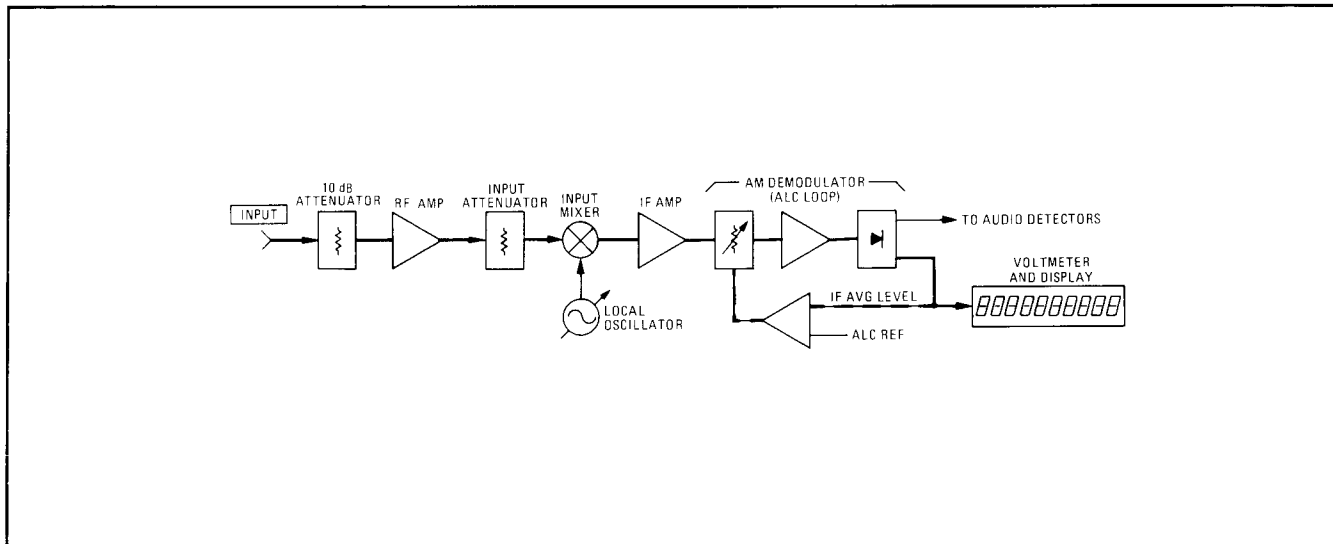 INPUT
10 dB
ATTENUATOR
RF AMP
INPUT
ATTENUATOR
INPUT
MIXER
LOCAL
OSCILLATOR
IF AMP
AM DEMODULATOR
(ALC LOOP)
TO AUDIO DETECTORS
VOLTMETER
AND DISPLAY
IF AVG LEVEL
ALC REF